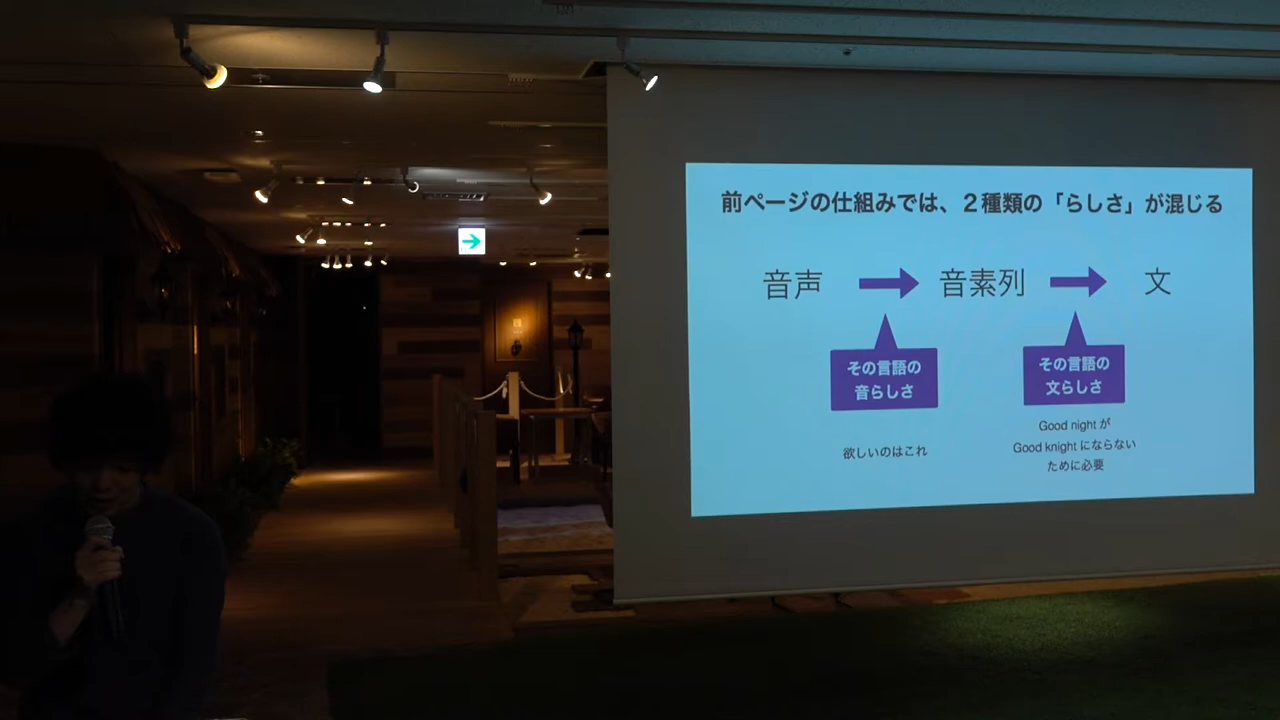 前ページの仕組みでは、２種類の「らしさ」が混じる
音声
音素列
文
その言語の
音らしさ
その言語の
文らしさ
欲しいのはこれ
Good night が
Good knight にならない
ために必要